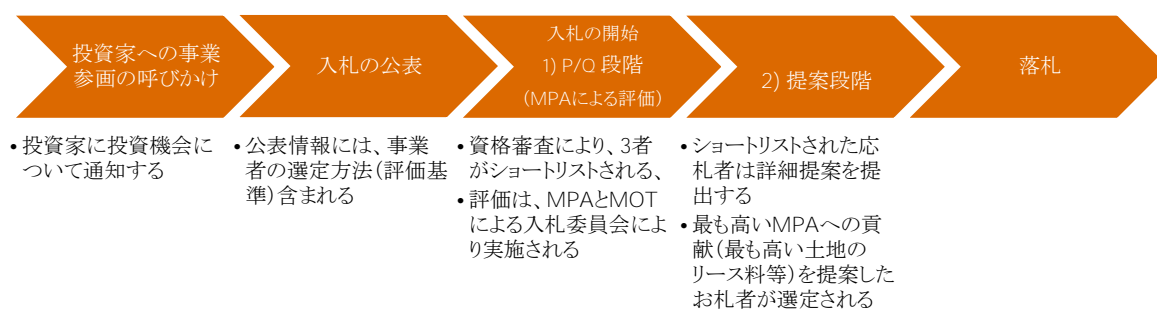 投資家への事業
参画の呼びかけ
入札の公表
入札の開始
1) P/Q 段階
(MPAによる評価)
2) 提案段階
落札
• 投資家に投資機会に
ついて通知する
• 公表情報には、事業
者の選定方法(評価基
準)含まれる
• 資格審査により、3者
がショートリストされる、
• 評価は、MPAとMOT
による入札委員会によ
り実施される
• ショートリストされた応
札者は詳細提案を提
出する
• 最も高いMPAへの貢
献(最も高い土地の
リース料等)を提案した
お札者が選定される